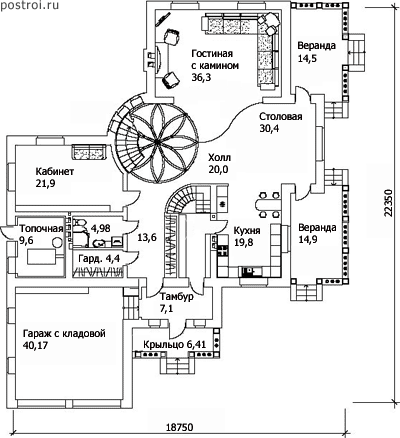 postroi.ru
Гостиная
с камином
36,3
Веранда
14,5
Столовая
30,4
Холл
20,0
Кабинет
21,9
22350
Топочная
9,6
4,98
13,6
Кухня
19,8
Веранда
14,9
Гард. 4,4
Тамбур
7,1
Гараж с кладовой
40,17
Крыльцо 6,41
18750